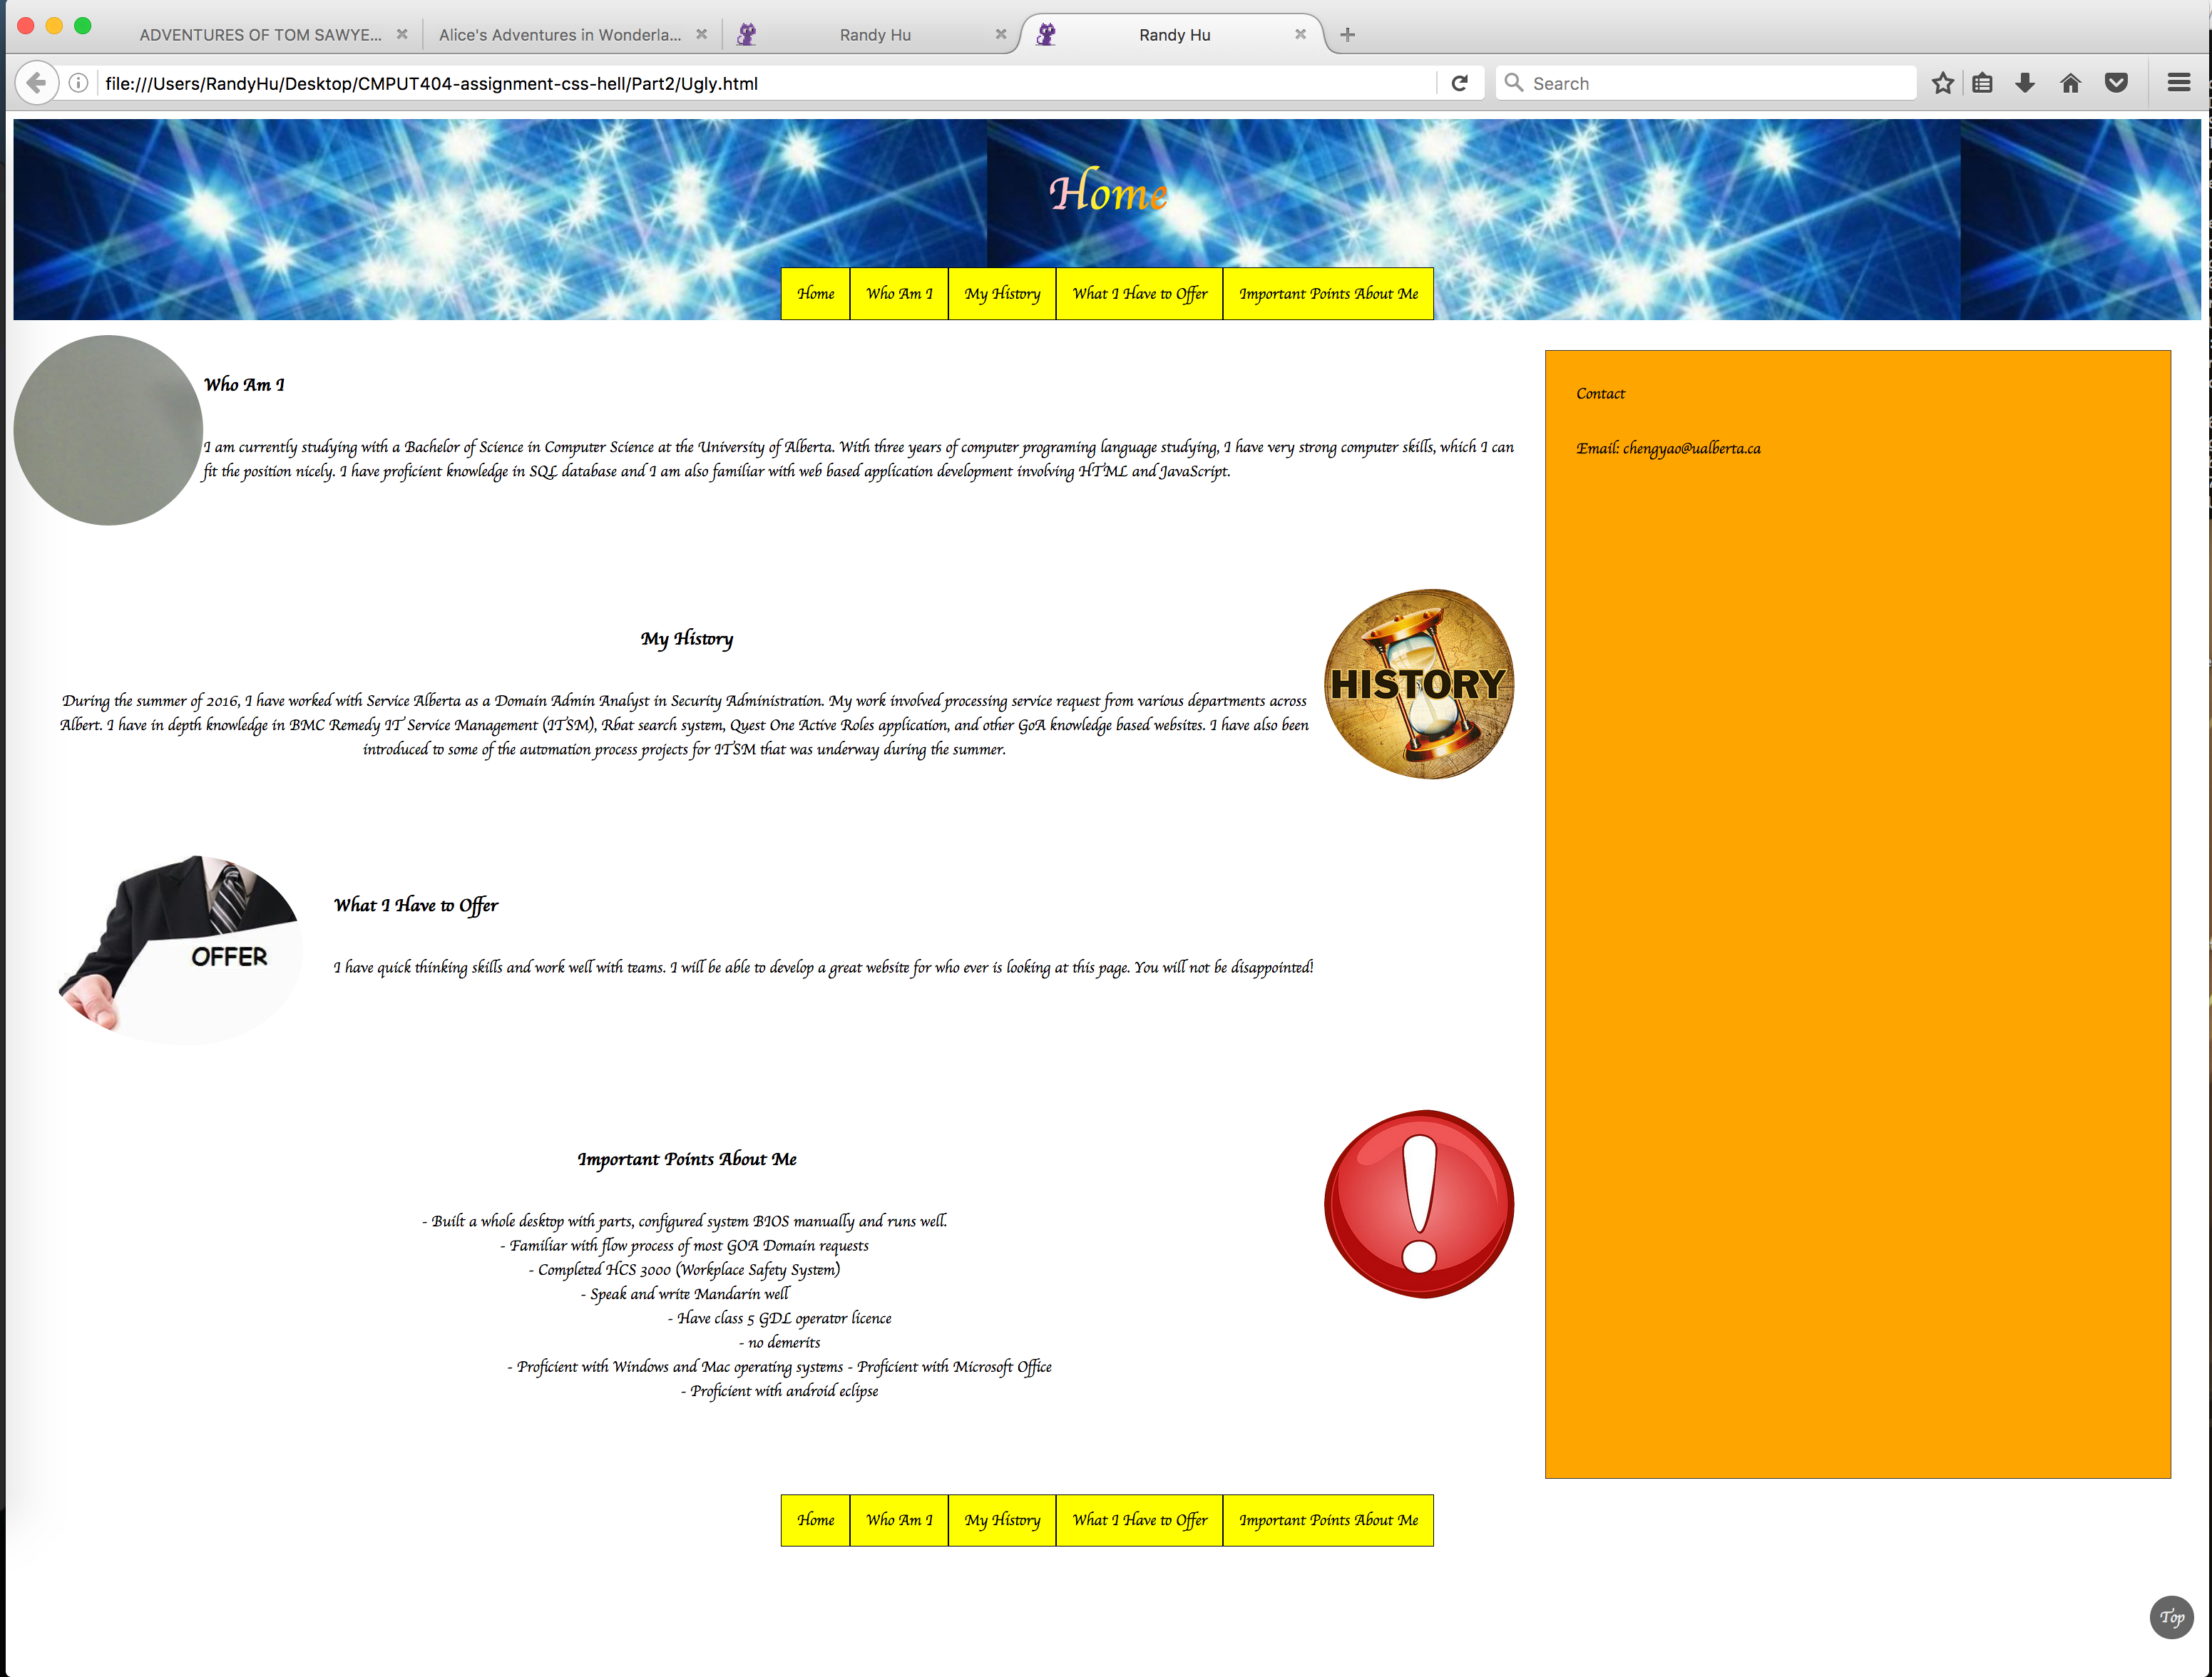 ADVENTURES OF TOM SAWYE...
Alice's Adventures in Wonderla...
Randy Hu
Randy Hu
file:///Users/RandyHu/Desktop/CMPUT404-assignment-css-hell/Part2/Ugly.html
Search
Home
Home Who Am I My History What I Have to Offer Important Points About Me
Who Am I
I am currently studying with a Bachelor of Science in Computer Science at the University of Alberta. With three years of computer programing language studying, I have very strong computer skills, which I can
fit the position nicely. I have proficient knowledge in SQL database and I am also familiar with web based application development involving HTML and JavaScript.
Contact
Email: chengyao@ualberta.ca
My History
During the summer of 2016, I have worked with Service Alberta as a Domain Admin Analyst in Security Administration. My work involved processing service request from various departments across
Albert. I have in depth knowledge in BMC Remedy IT Service Management (ITSM), Rbat search system, Quest One Active Roles application, and other GoA knowledge based websites. I have also been
introduced to some of the automation process projects for ITSM that was underway during the summer.
HISTORY
OFFER
What I Have to Offer
I have quick thinking skills and work well with teams. I will be able to develop a great website for who ever is looking at this page. You will not be disappointed!
Important Points About Me
- Built a whole desktop with parts, configured system BIOS manually and runs well.
- Familiar with flow process of most GOA Domain requests
- Completed HCS 3000 (Workplace Safety System)
- Speak and write Mandarin well
- Have class 5 GDL operator licence
- no demerits
- Proficient with Windows and Mac operating systems - Proficient with Microsoft Office
- Proficient with android eclipse
Home Who Am I My History What I Have to Offer Important Points About Me
Top